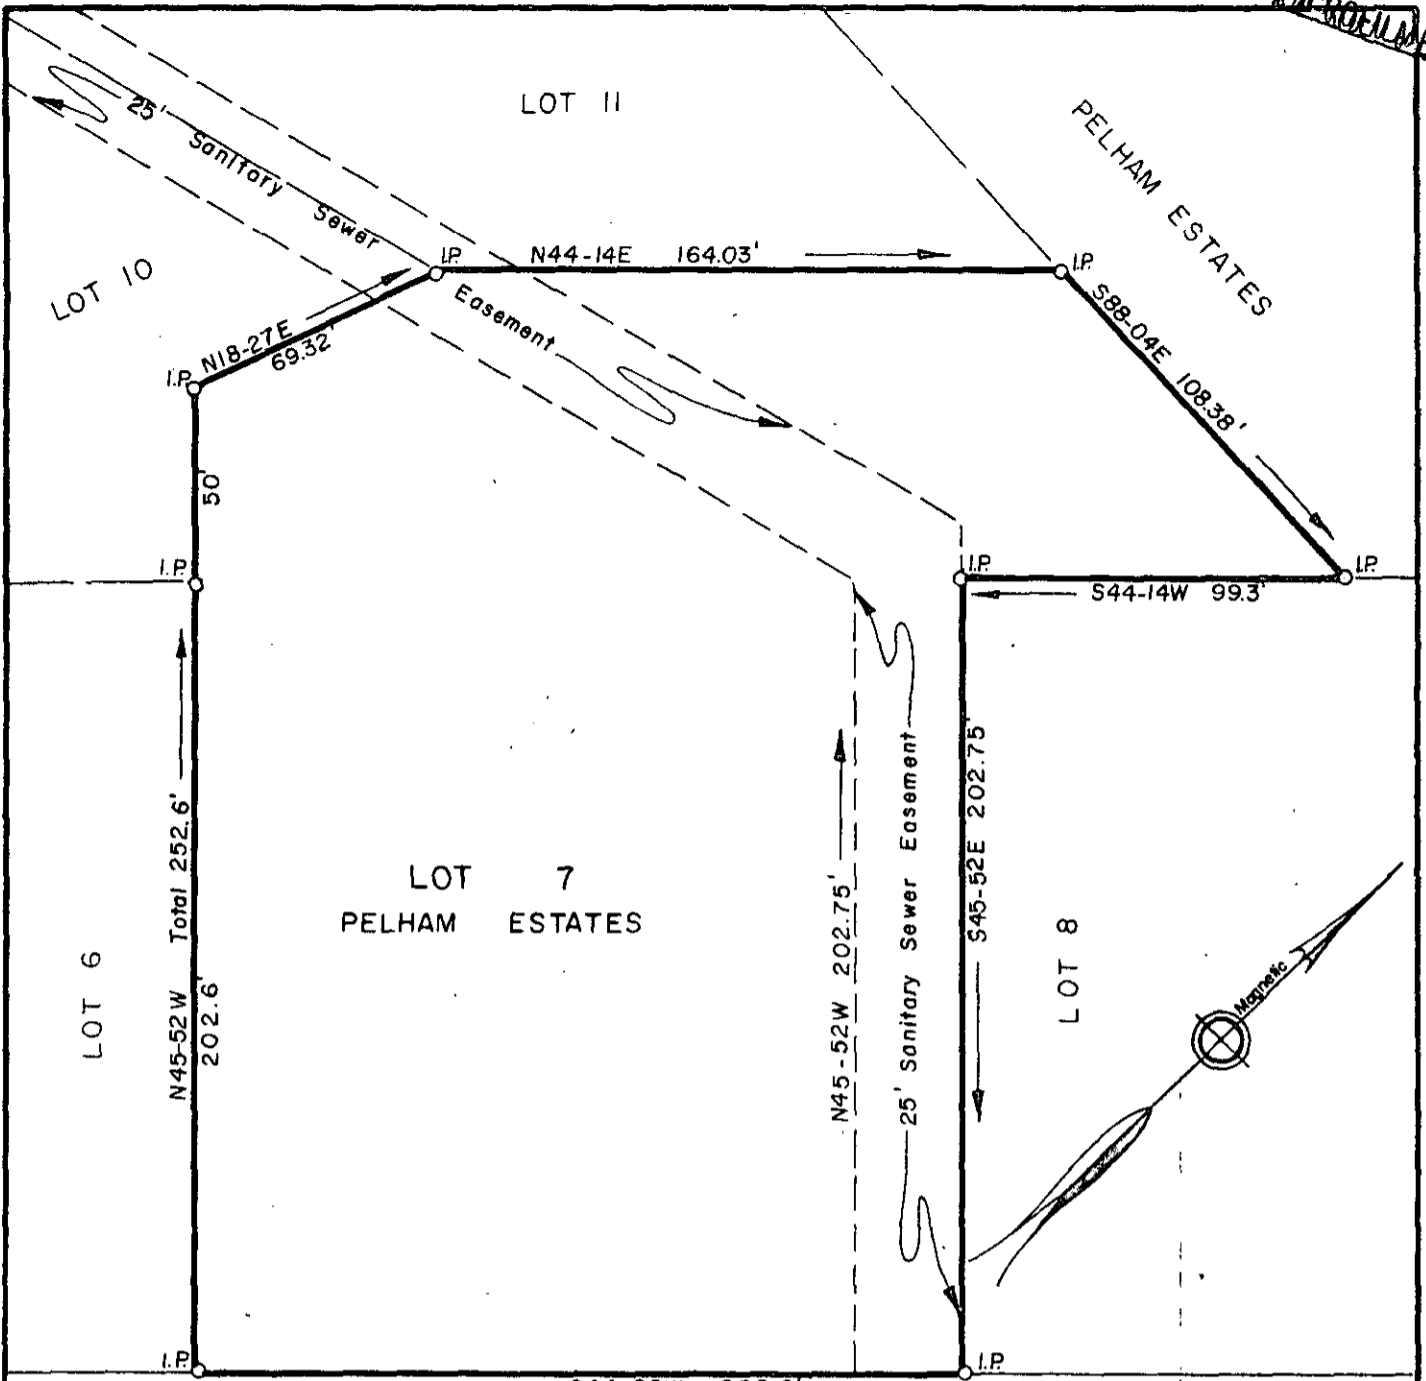 LOT 11
PELHAM ESTATES
25' Sanitary Sewer Easement
LOT 10
I.P.
N44-14E 164.03'
I.P.
N18-27E
69.32'
S88-04E 108.38'
I.P.
50'
I.P.
I.P.
I.P.
S44-14W 99.3'
N45-52W Total 252.6'
202.6'
LOT 7
PELHAM ESTATES
N45-52W 202.75'
25' Sanitary Sewer Easement
S45-52E 202.75'
LOT 6
LOT 8
Magnetic
I.P.
I.P.